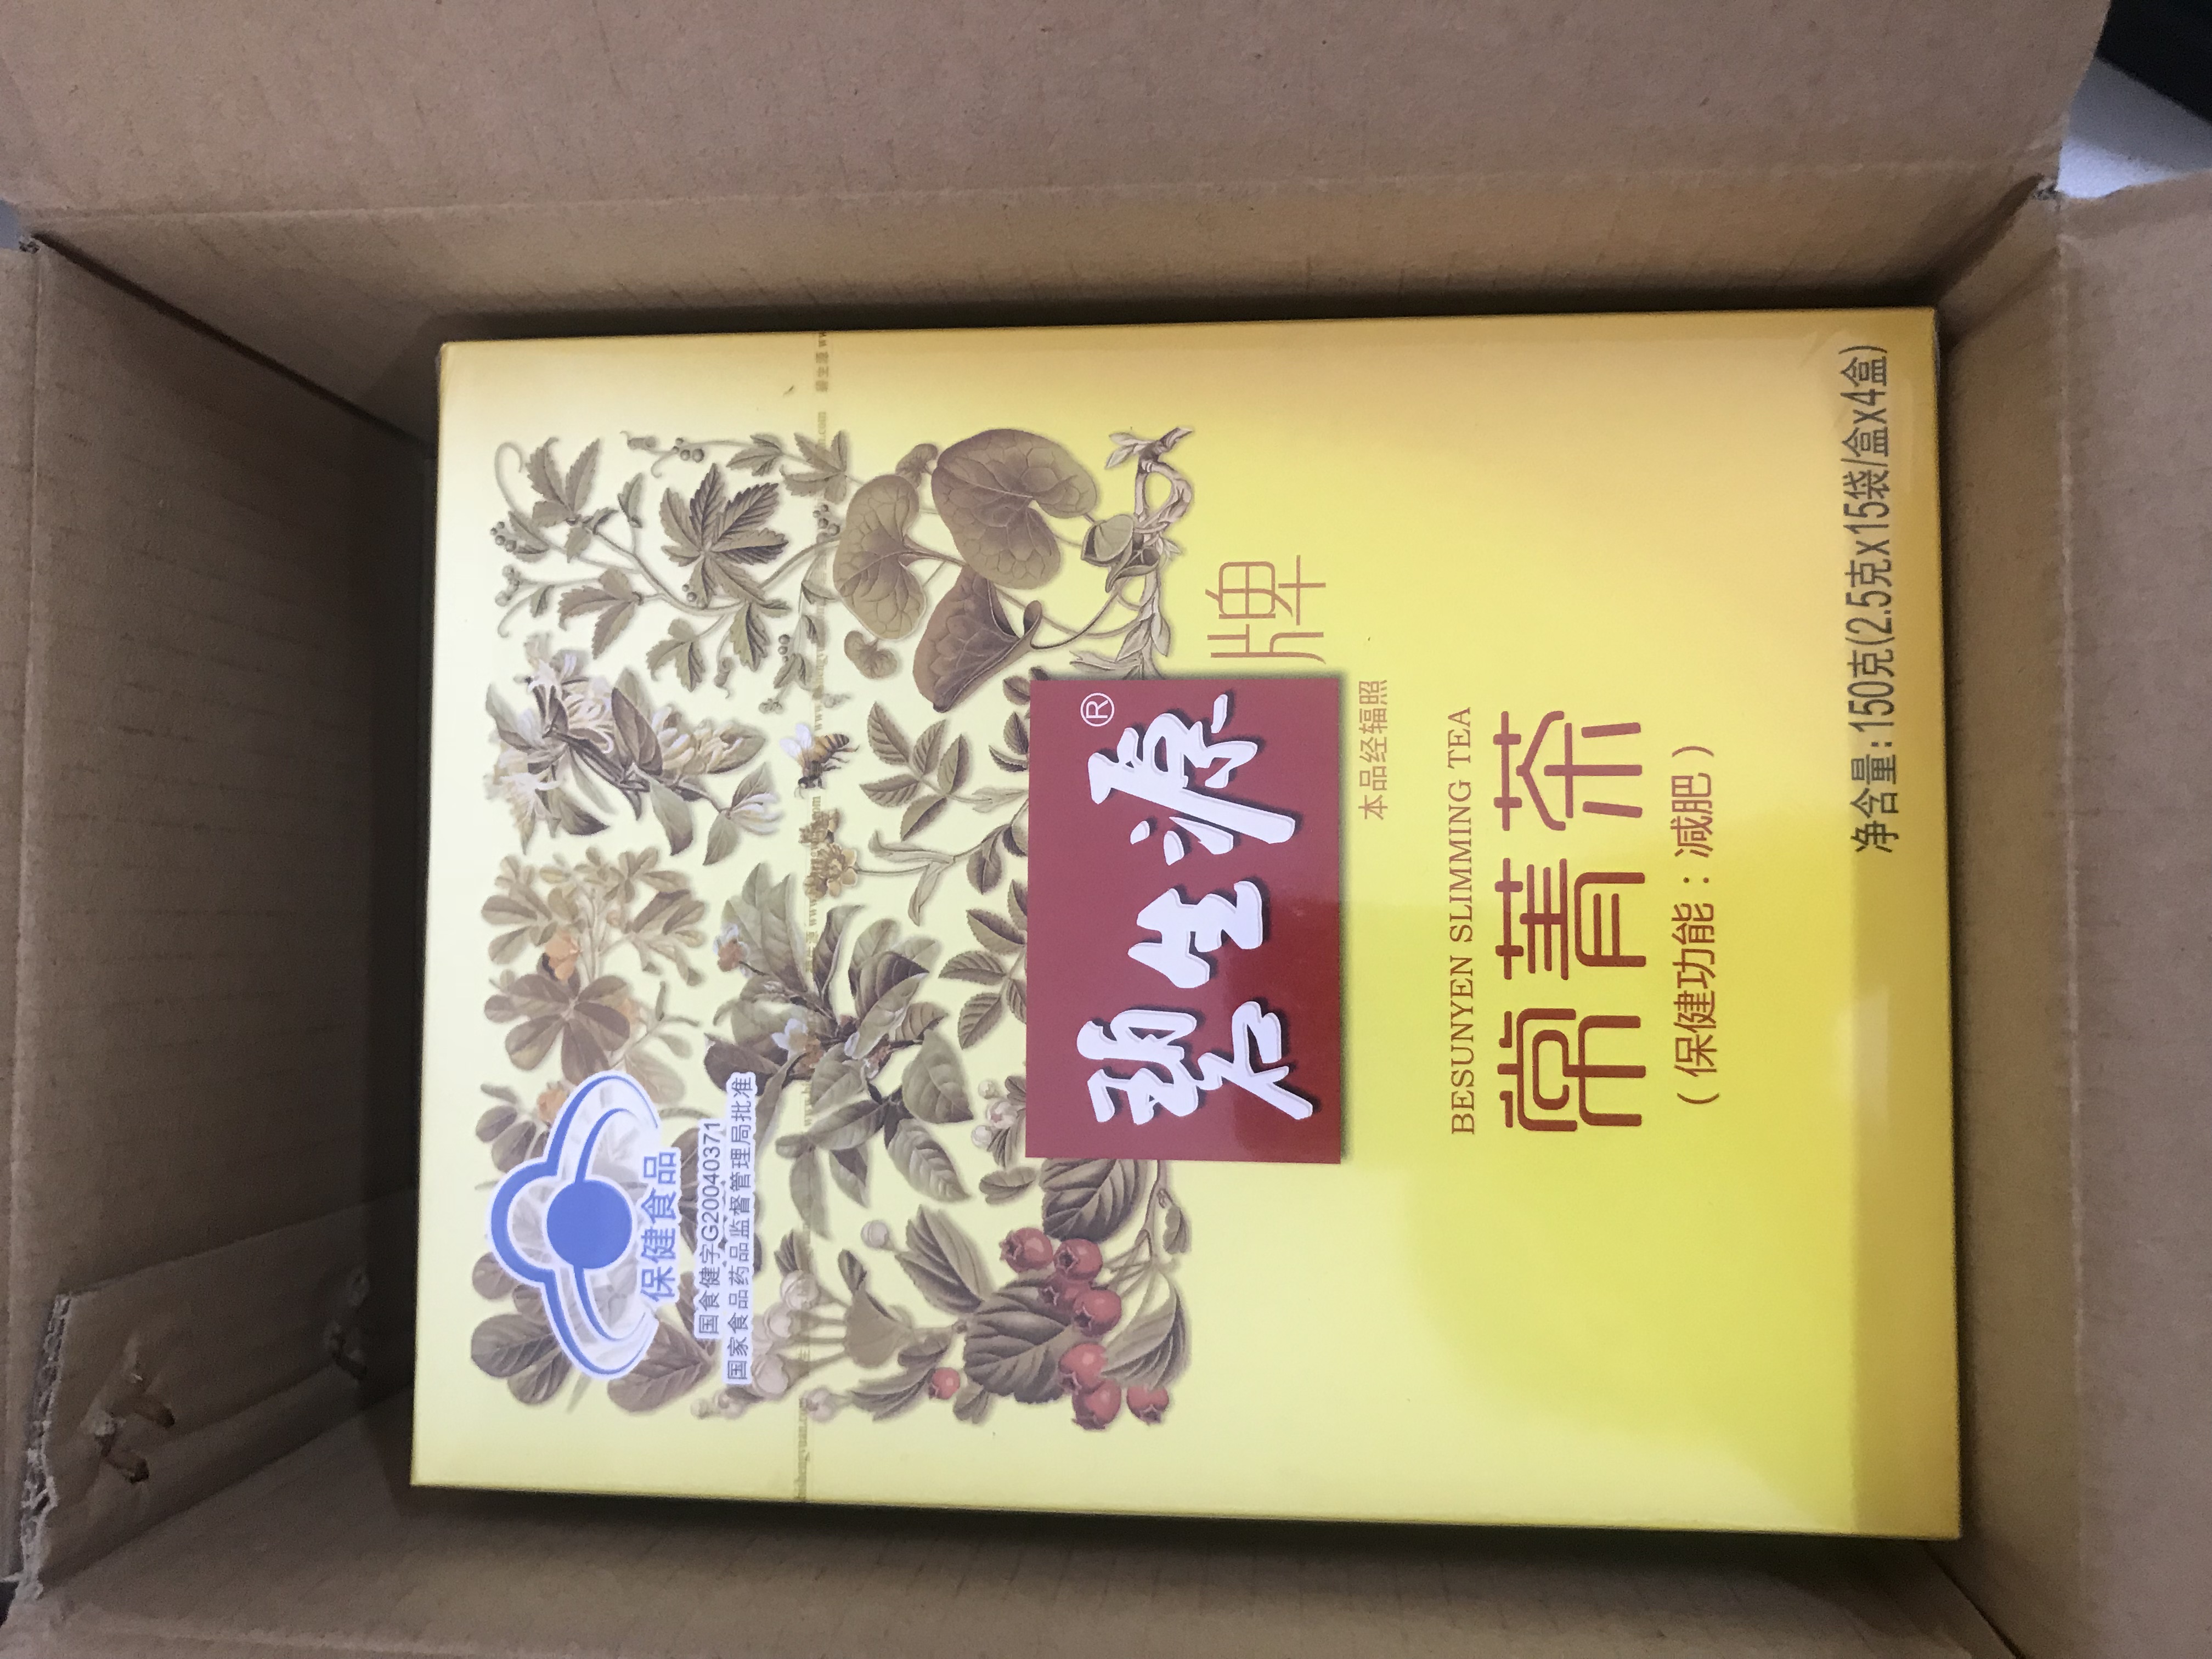 保健食品
国食健字G20040371
国家食品药品监督管理局批准
碧生源®
牌
本品经辐照
BESUNYEN SLIMMING TEA
常菁茶
(保健功能：减肥)
净含量:150克(2.5克x15袋/盒x4盒)